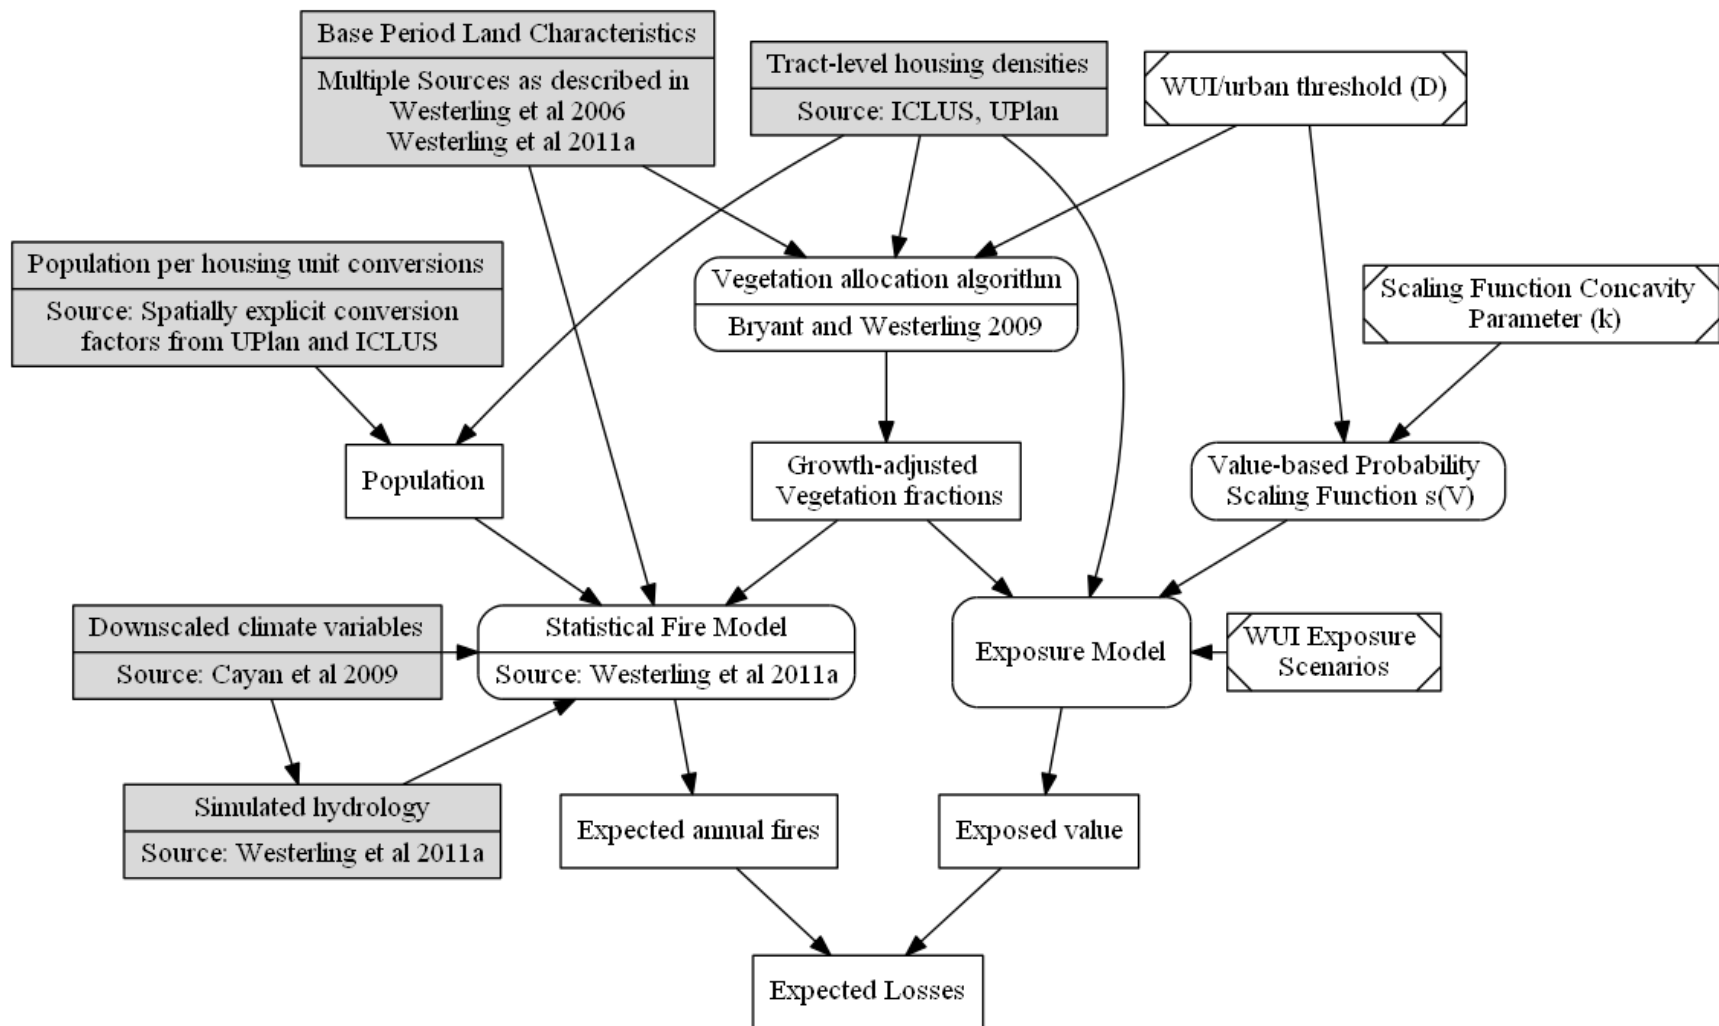 Base Period Land Characteristics
Multiple Sources as described in
Westerling et al 2006
Westerling et al 2011a
Tract-level housing densities
Source: ICLUS, UPlan
WUI/urban threshold (D)
Population per housing unit conversions
Source: Spatially explicit conversion
factors from UPlan and ICLUS
Vegetation allocation algorithm
Bryant and Westerling 2009
Scaling Function Concavity
Parameter (k)
Population
Growth-adjusted
Vegetation fractions
Value-based Probability
Scaling Function s(V)
Downscaled climate variables
Source: Cayan et al 2009
Statistical Fire Model
Source: Westerling et al 2011a
Exposure Model
WUI Exposure
Scenarios
Simulated hydrology
Source: Westerling et al 2011a
Expected annual fires
Exposed value
Expected Losses